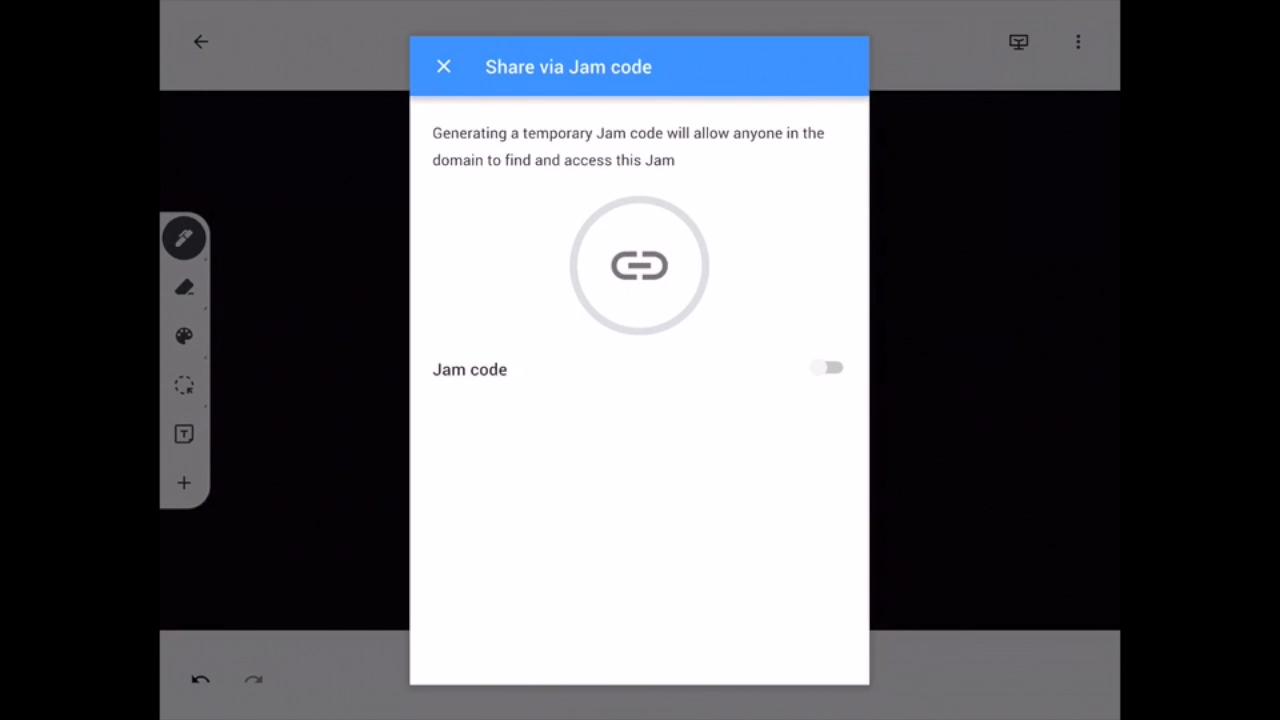 Share via Jam code
Generating a temporary Jam code will allow anyone in the
domain to find and access this Jam
Jam code